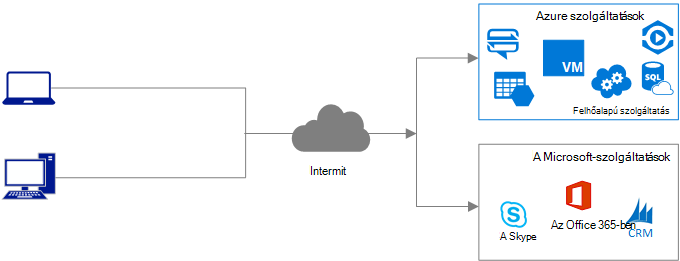 Azure szolgáltatások
VM
SQL
Felhőalapú szolgáltatás
Intermit
A Microsoft-szolgáltatások
Az Office 365-ben
A Skype
CRM